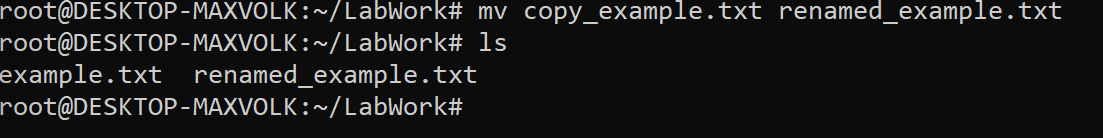 root@DESKTOP-MAXVOLK:~/LabWork# mv copy_example.txt renamed_example.txt
root@DESKTOP-MAXVOLK:~/LabWork# ls
example.txt  renamed_example.txt
root@DESKTOP-MAXVOLK:~/LabWork#